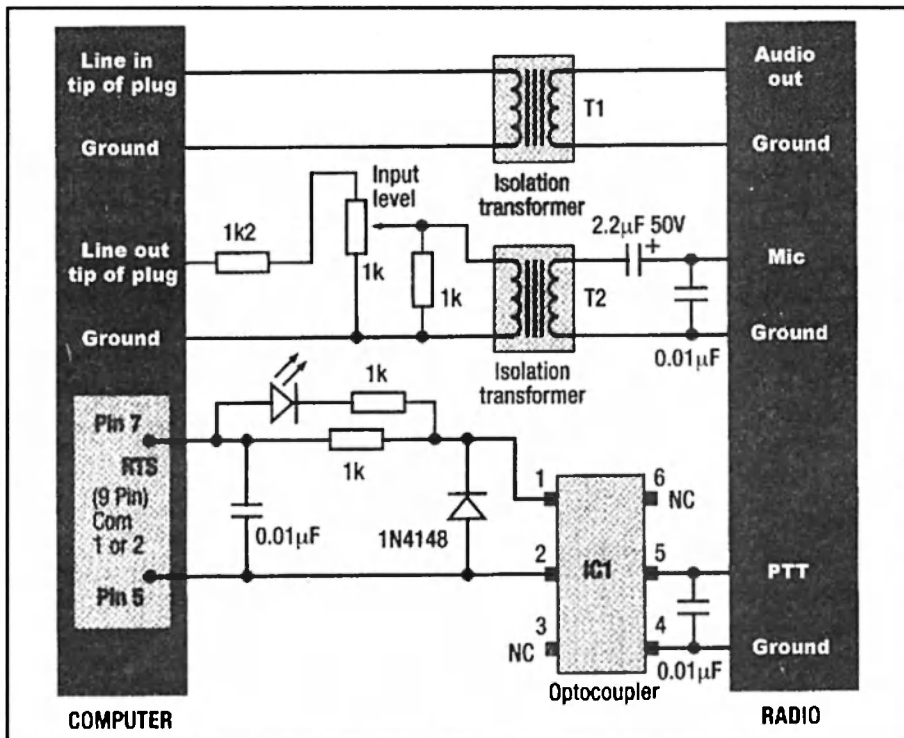 Line in
tip of plug
Audio
out
T1
Ground
Ground
Isolation
transformer
Input
level
2.2µF 50V
+
1k2
Line out
tip of plug
1k
1k
T2
Mic
Ground
Ground
0.01µF
Isolation
transformer
1k
Pin 7
RTS
(9 Pin)
Com
1 or 2
Pin 5
1k
0.01µF
1N4148
1
6
NC
2
IC1
5
PTT
3
NC
4
Ground
0.01µF
Optocoupler
COMPUTER
RADIO